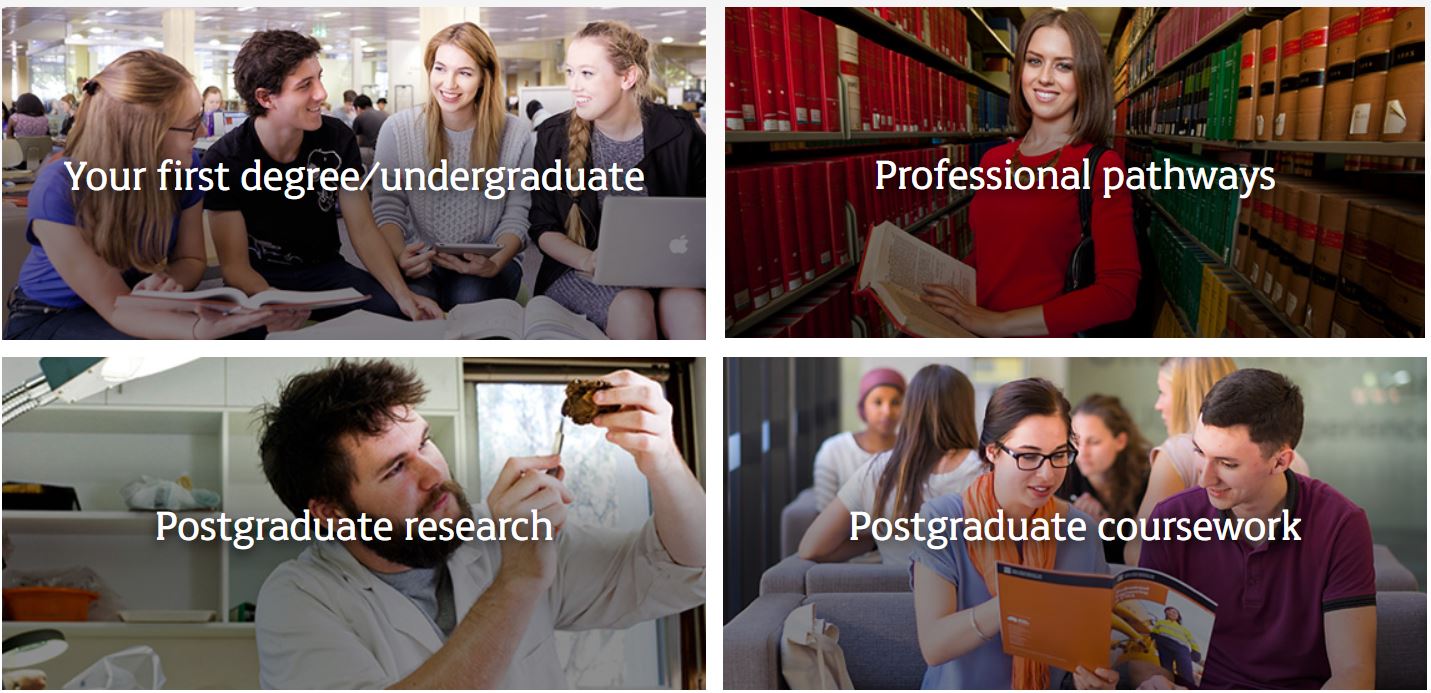 Your first degree/undergraduate
Professional pathways
Postgraduate research
Postgraduate coursework